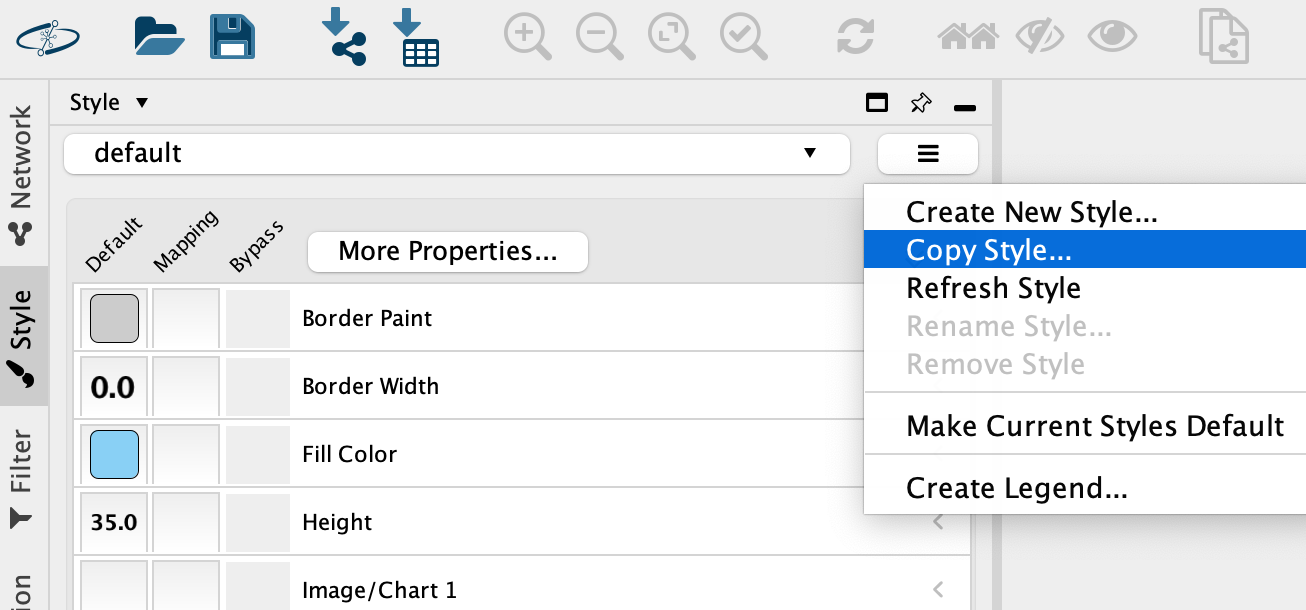 Style
default
Network
Style
Filter
Default
Mapping
Bypass
More Properties...
Border Paint
0.0
Border Width
Fill Color
35.0
Height
Image/Chart 1
Create New Style...
Copy Style...
Refresh Style
Rename Style...
Remove Style
Make Current Styles Default
Create Legend...